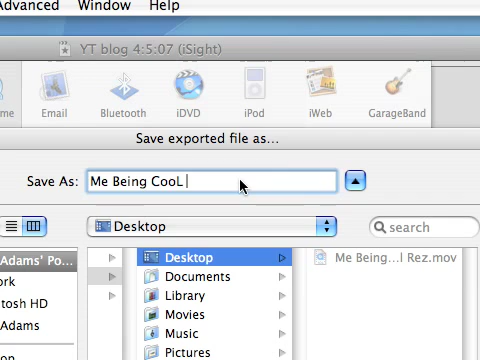 Advanced Window Help
YT blog 4:5:07 (iSight)
me Email Bluetooth iDVD iPod iWeb GarageBand
Save exported file as...
Save As: Me Being CooL
Desktop search
Adams' Po... Desktop Me Being...l Rez.mov
ork Documents
tosh HD Library
Adams Movies
Music
Pictures